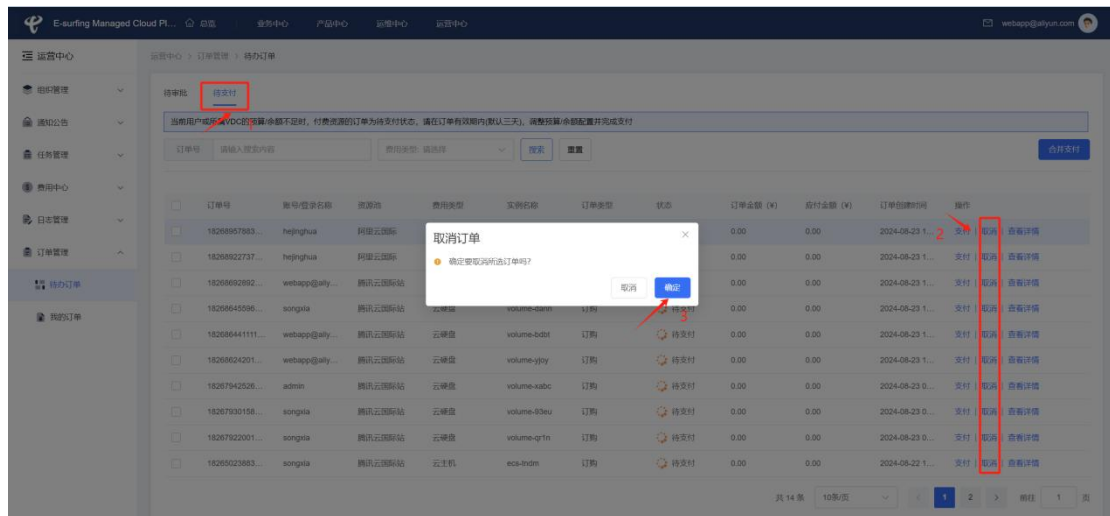 E-surfing Managed Cloud Pl... 总览 业务中心 产品中心 运维中心 运营中心 webapp@aliyun.com
运营中心
运营中心 > 订单管理 > 待办订单
组织管理
通知公告
任务管理
费用中心
日志管理
订单管理
待办订单
我的订单
待审批 待支付
1
当前用户或所属VDC的预算/余额不足时，付费资源的订单为待支付状态，请在订单有效期内(默认三天)，调整预算/余额配置并完成支付
订单号 请输入搜索内容 费用类型: 请选择 搜索 重置 合并支付
订单号 账号/登录名称 资源池 费用类型 实例名称 订单类型 状态 订单金额 (¥) 应付金额 (¥) 订单创建时间 操作
18268957883... hejinghua 阿里云国际 0.00 0.00 2024-08-23 1... 2 支付 | 取消 | 查看详情
18268922737... hejinghua 阿里云国际 0.00 0.00 2024-08-23 1... 支付 | 取消 | 查看详情
18268692892... webapp@aliy... 腾讯云国际站 0.00 0.00 2024-08-23 1... 支付 | 取消 | 查看详情
18268645596... songxia 腾讯云国际站 云硬盘 volume-dann 订购 待支付 0.00 0.00 2024-08-23 1... 支付 | 取消 | 查看详情
182686441111... webapp@aliy... 腾讯云国际站 云硬盘 volume-bdbt 订购 待支付 0.00 0.00 2024-08-23 1... 支付 | 取消 | 查看详情
18268624201... webapp@aliy... 腾讯云国际站 云硬盘 volume-yjoy 订购 待支付 0.00 0.00 2024-08-23 1... 支付 | 取消 | 查看详情
18267942526... admin 腾讯云国际站 云硬盘 volume-xabc 订购 待支付 0.00 0.00 2024-08-23 0... 支付 | 取消 | 查看详情
18267930156... songxia 腾讯云国际站 云硬盘 volume-93eu 订购 待支付 0.00 0.00 2024-08-23 0... 支付 | 取消 | 查看详情
18267922001... songxia 腾讯云国际站 云硬盘 volume-qr1n 订购 待支付 0.00 0.00 2024-08-23 0... 支付 | 取消 | 查看详情
18265023883... songxia 腾讯云国际站 云主机 ecs-lndm 订购 待支付 0.00 0.00 2024-08-22 1... 支付 | 取消 | 查看详情
取消订单
确定要取消所选订单吗?
取消 确定
3
共 14 条 10条/页 1 2 前往 1 页